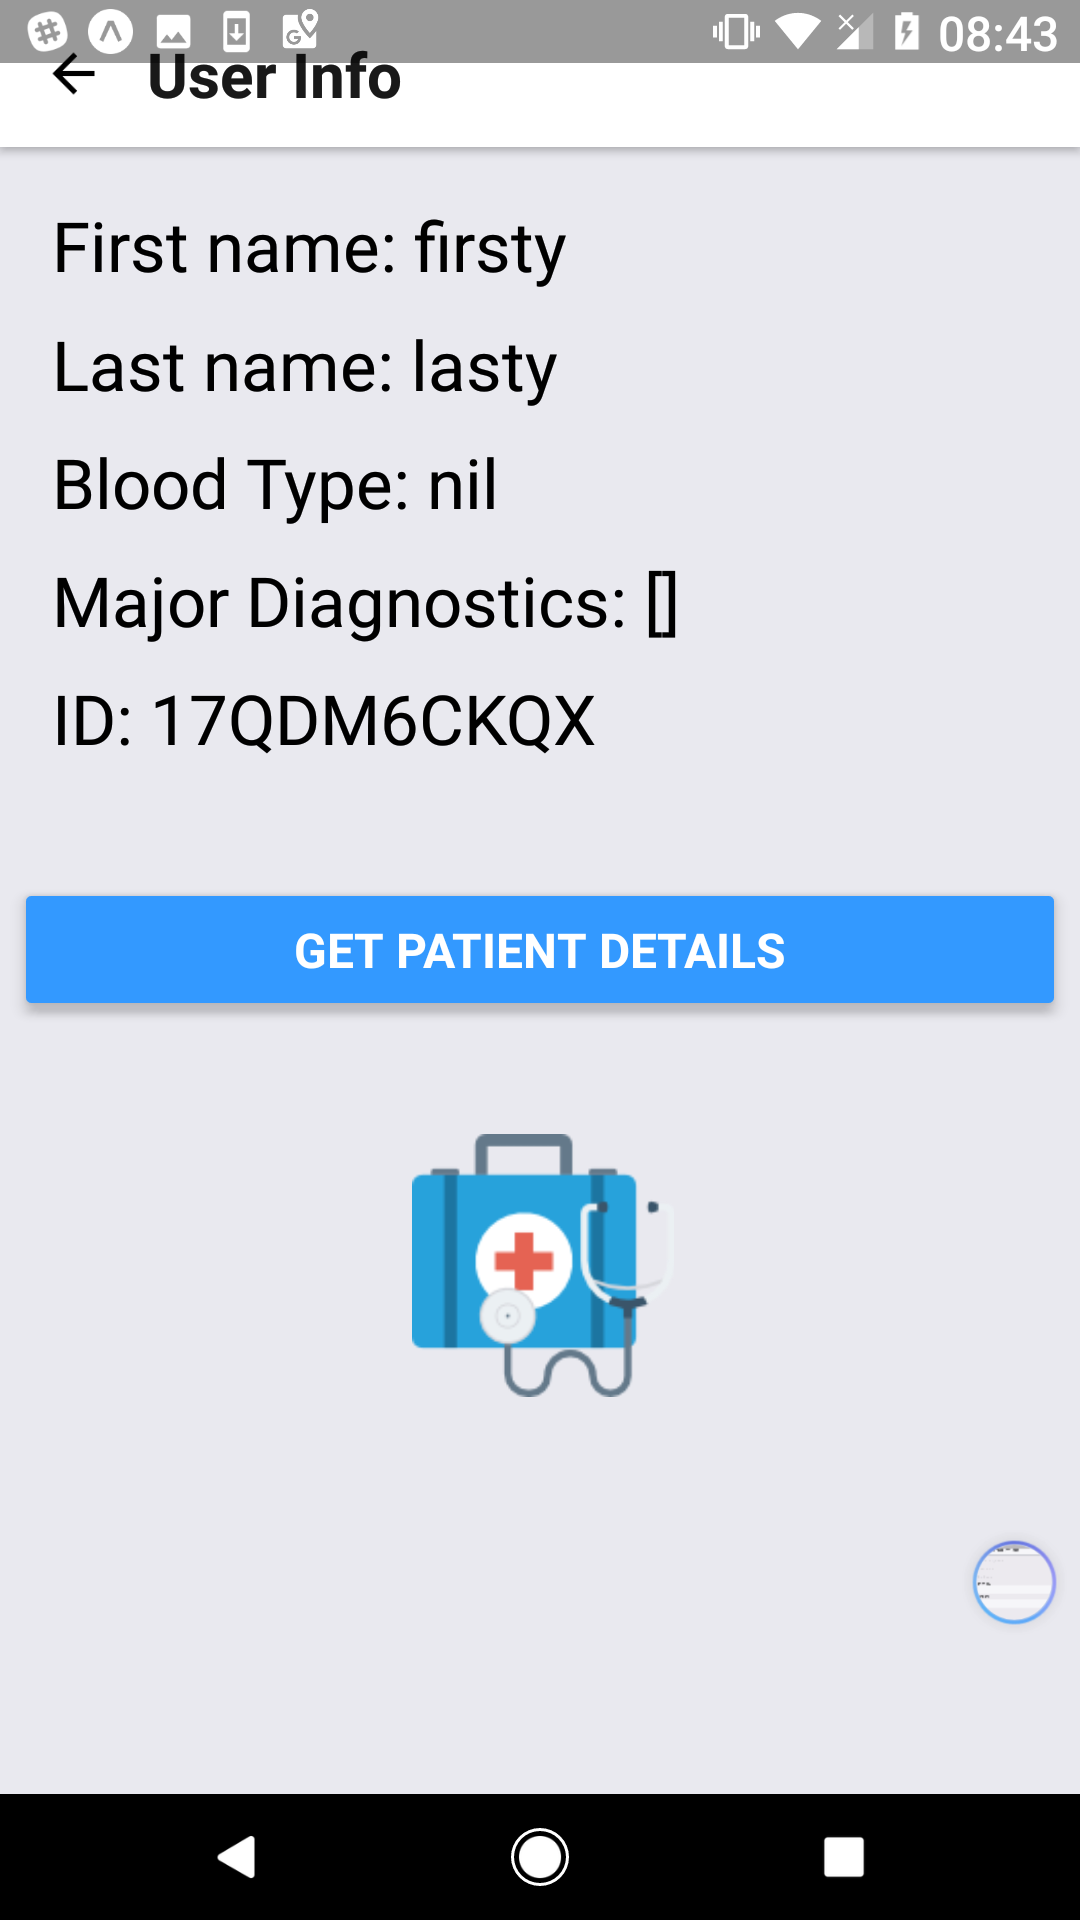 08:43
User Info
First name: firsty
Last name: lasty
Blood Type: nil
Major Diagnostics: []
ID: 17QDM6CKQX
GET PATIENT DETAILS